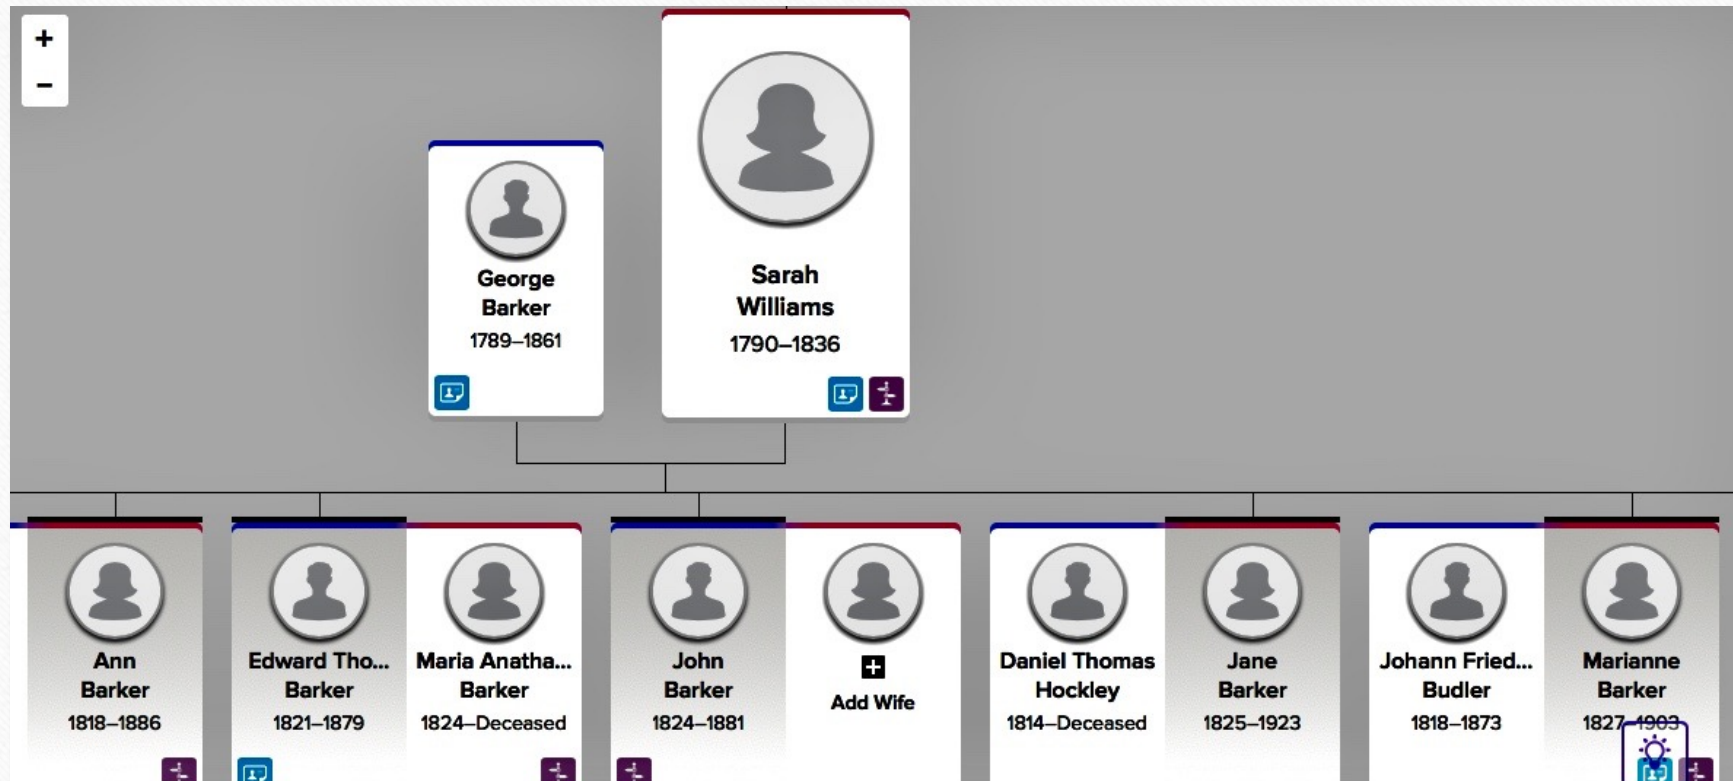 +
−
George
Barker
1789–1861
Sarah
Williams
1790–1836
Ann
Barker
1818–1886
Edward Tho...
Barker
1821–1879
Maria Anatha...
Barker
1824–Deceased
John
Barker
1824–1881
+
Add Wife
Daniel Thomas
Hockley
1814–Deceased
Jane
Barker
1825–1923
Johann Fried...
Budler
1818–1873
Marianne
Barker
1827–1903